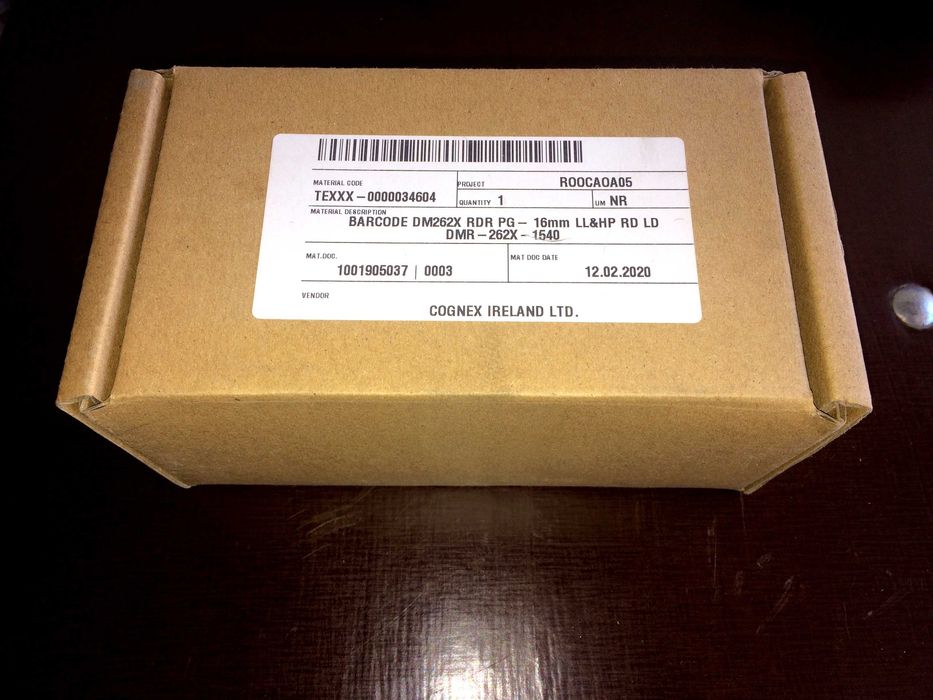 MATERIAL CODE
TEXXX-0000034604
PROJECT
R00CA0A05
QUANTITY 1
UM NR
MATERIAL DESCRIPTION
BARCODE DM262X RDR PG - 16mm LL&HP RD LD
DMR-262X-1540
MAT.DOC.
1001905037 | 0003
MAT DOC DATE
12.02.2020
VENDOR
COGNEX IRELAND LTD.